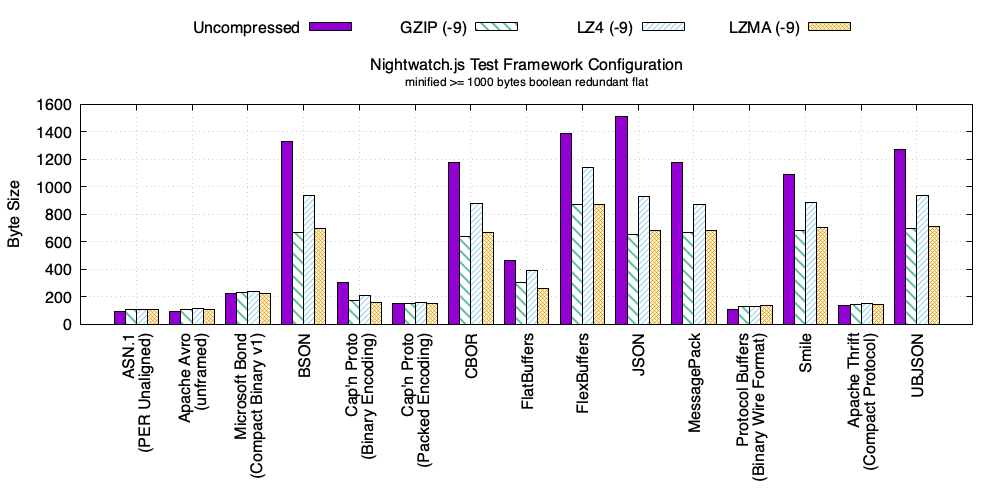 Uncompressed GZIP (-9) LZ4 (-9) LZMA (-9)
Nightwatch.js Test Framework Configuration
minified >= 1000 bytes boolean redundant flat
Byte Size
1600
1400
1200
1000
800
600
400
200
0
ASN.1
(PER Unaligned)
Apache Avro
(unframed)
Microsoft Bond
(Compact Binary v1)
BSON
Cap'n Proto
(Binary Encoding)
Cap'n Proto
(Packed Encoding)
CBOR
FlatBuffers
FlexBuffers
JSON
MessagePack
Protocol Buffers
(Binary Wire Format)
Smile
Apache Thrift
(Compact Protocol)
UBJSON